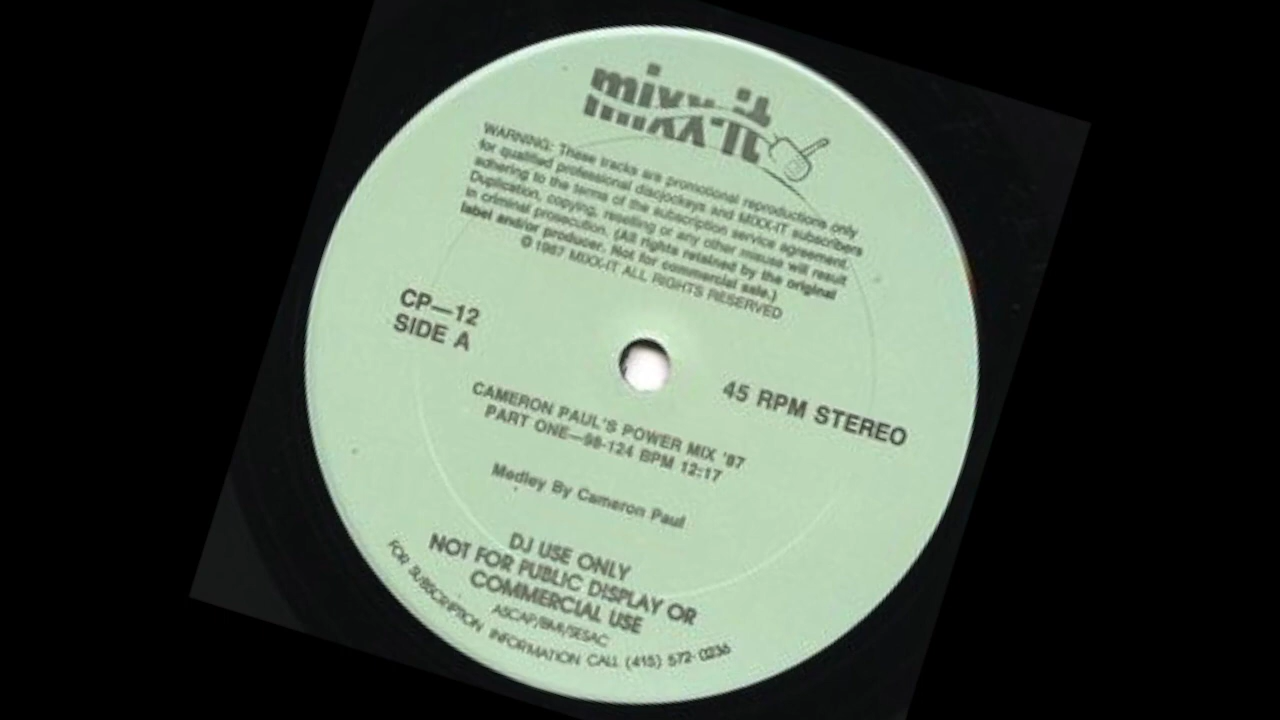 mixx-it
WARNING: These tracks are promotional reproductions only
for qualified professional discjockeys and MIXX-IT subscribers
adhering to the terms of the subscription service agreement.
Duplication, copying, reselling or any other misuse will result
in criminal prosecution. (All rights retained by the original
label and/or producer. Not for commercial sale.)
© 1987 MIXX-IT ALL RIGHTS RESERVED
CP—12
SIDE A
45 RPM STEREO
CAMERON PAUL'S POWER MIX '87
PART ONE—98-124 BPM 12:17
Medley By Cameron Paul
DJ USE ONLY
NOT FOR PUBLIC DISPLAY OR
COMMERCIAL USE
ASCAP/BMI/SESAC
FOR SUBSCRIPTION INFORMATION CALL (415) 572-0236